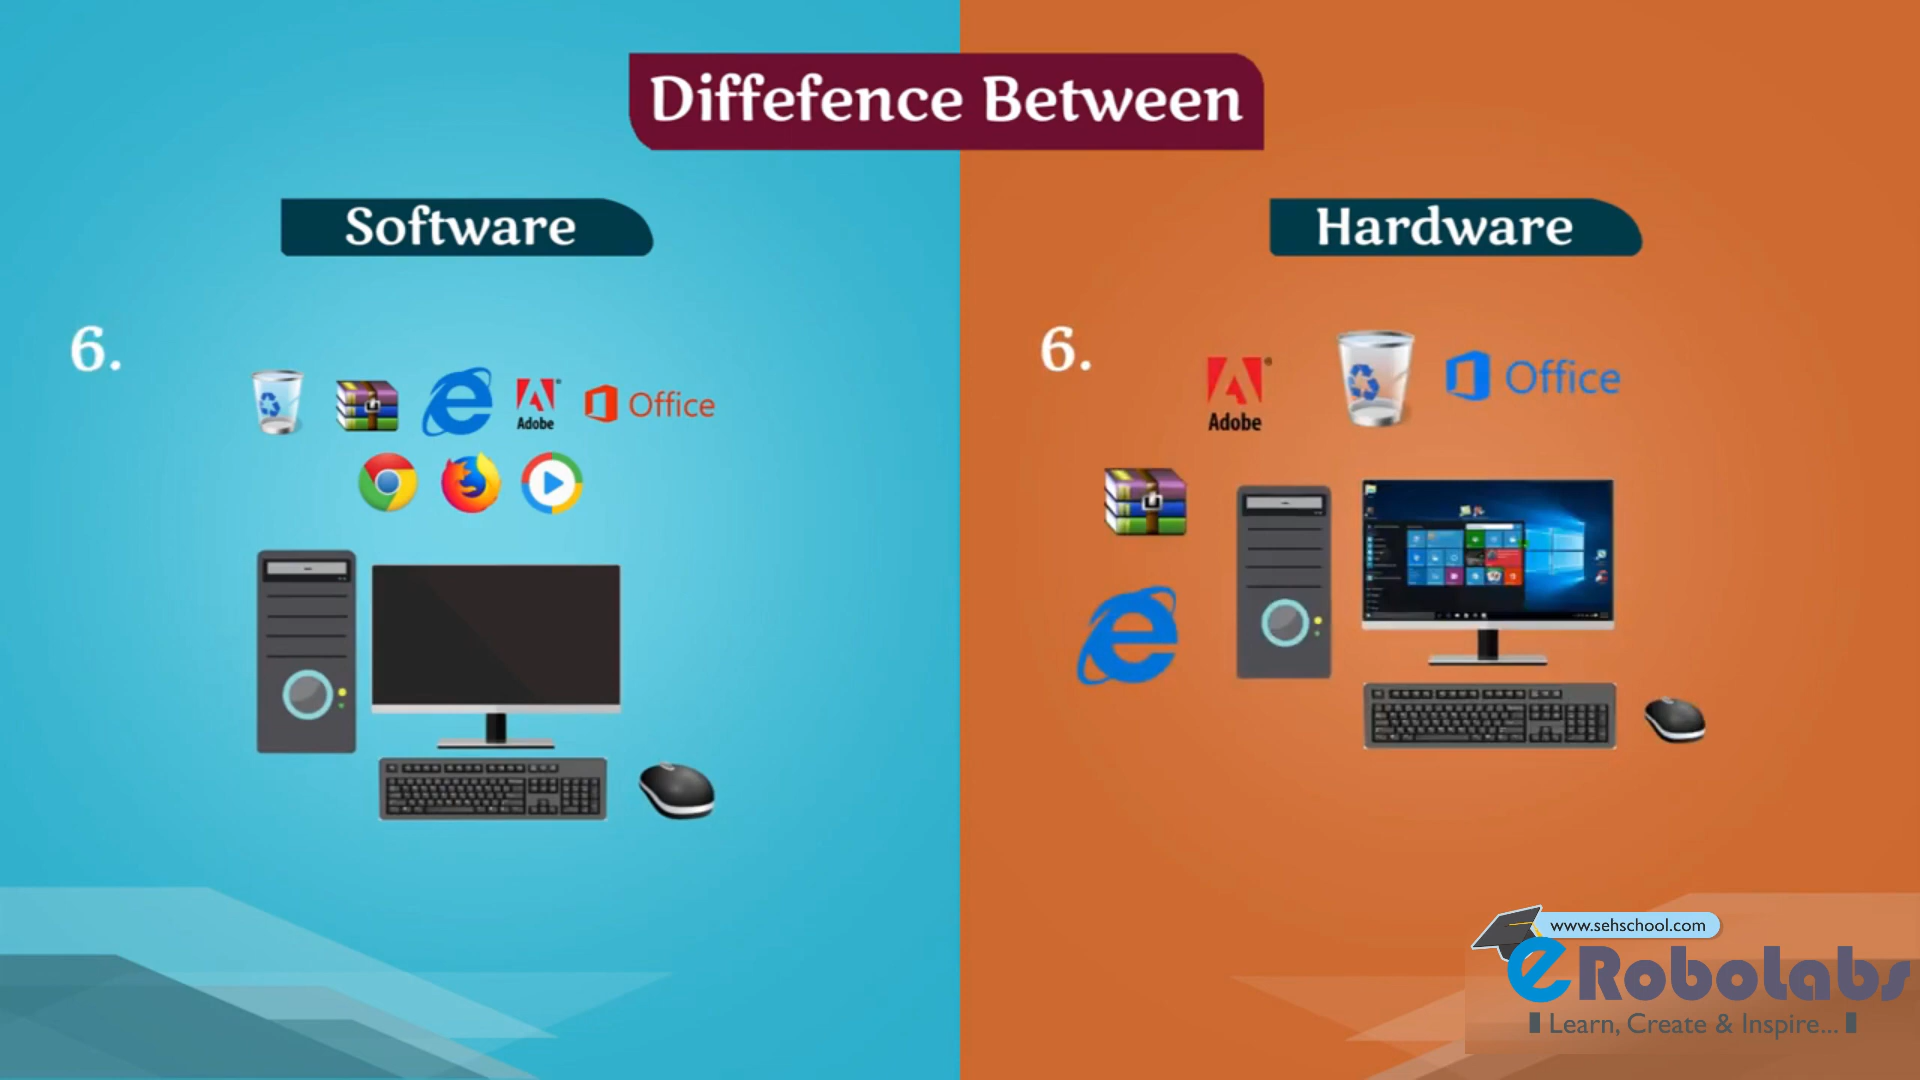 Diffefence Between
Software
Hardware
6.
6.
Adobe
Office
Adobe
Office
www.sehschool.com
eRobolabs
Learn, Create & Inspire...